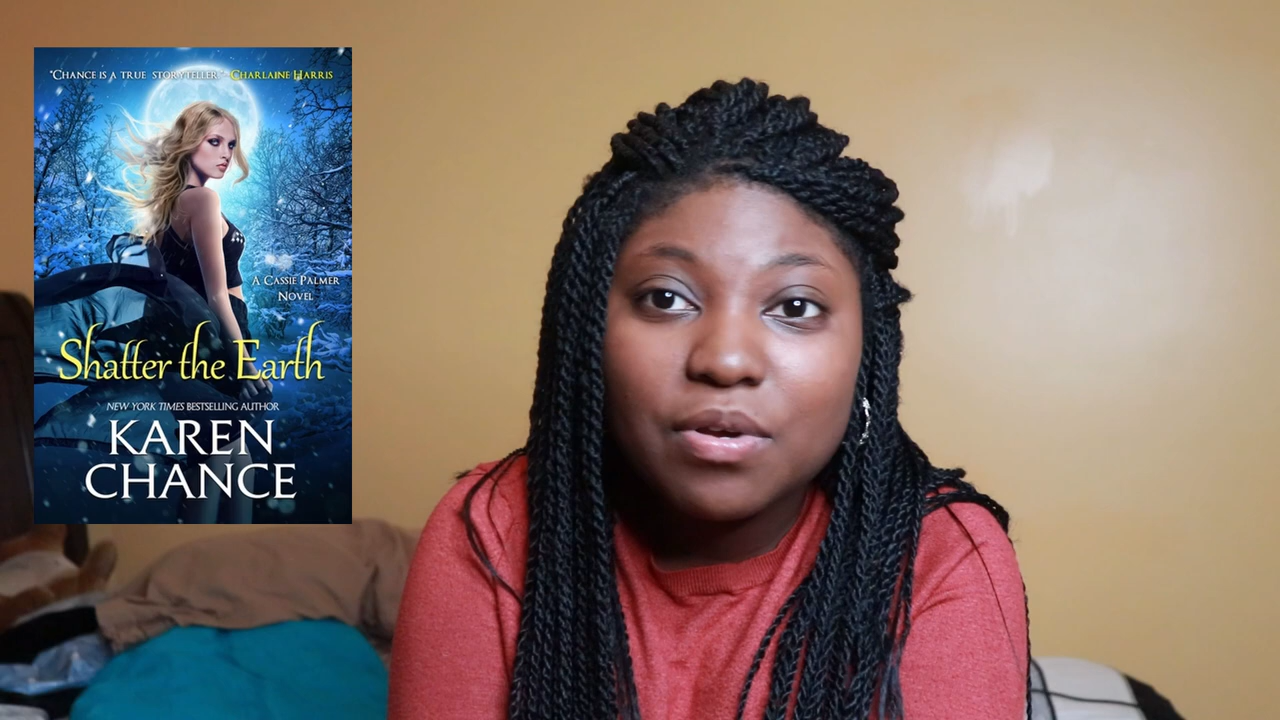 "CHANCE IS A TRUE STORYTELLER"- CHARLAINE HARRIS
A CASSIE PALMER
NOVEL
Shatter the Earth
NEW YORK TIMES BESTSELLING AUTHOR
KAREN
CHANCE